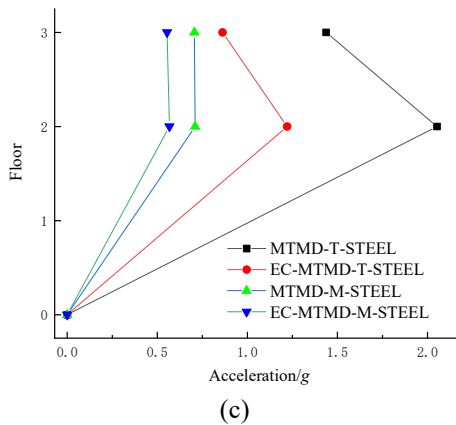 3
2
1
0
Floor
MTMD-T-STEEL
EC-MTMD-T-STEEL
MTMD-M-STEEL
EC-MTMD-M-STEEL
0.0 0.5 1.0 1.5 2.0
Acceleration/g
(c)